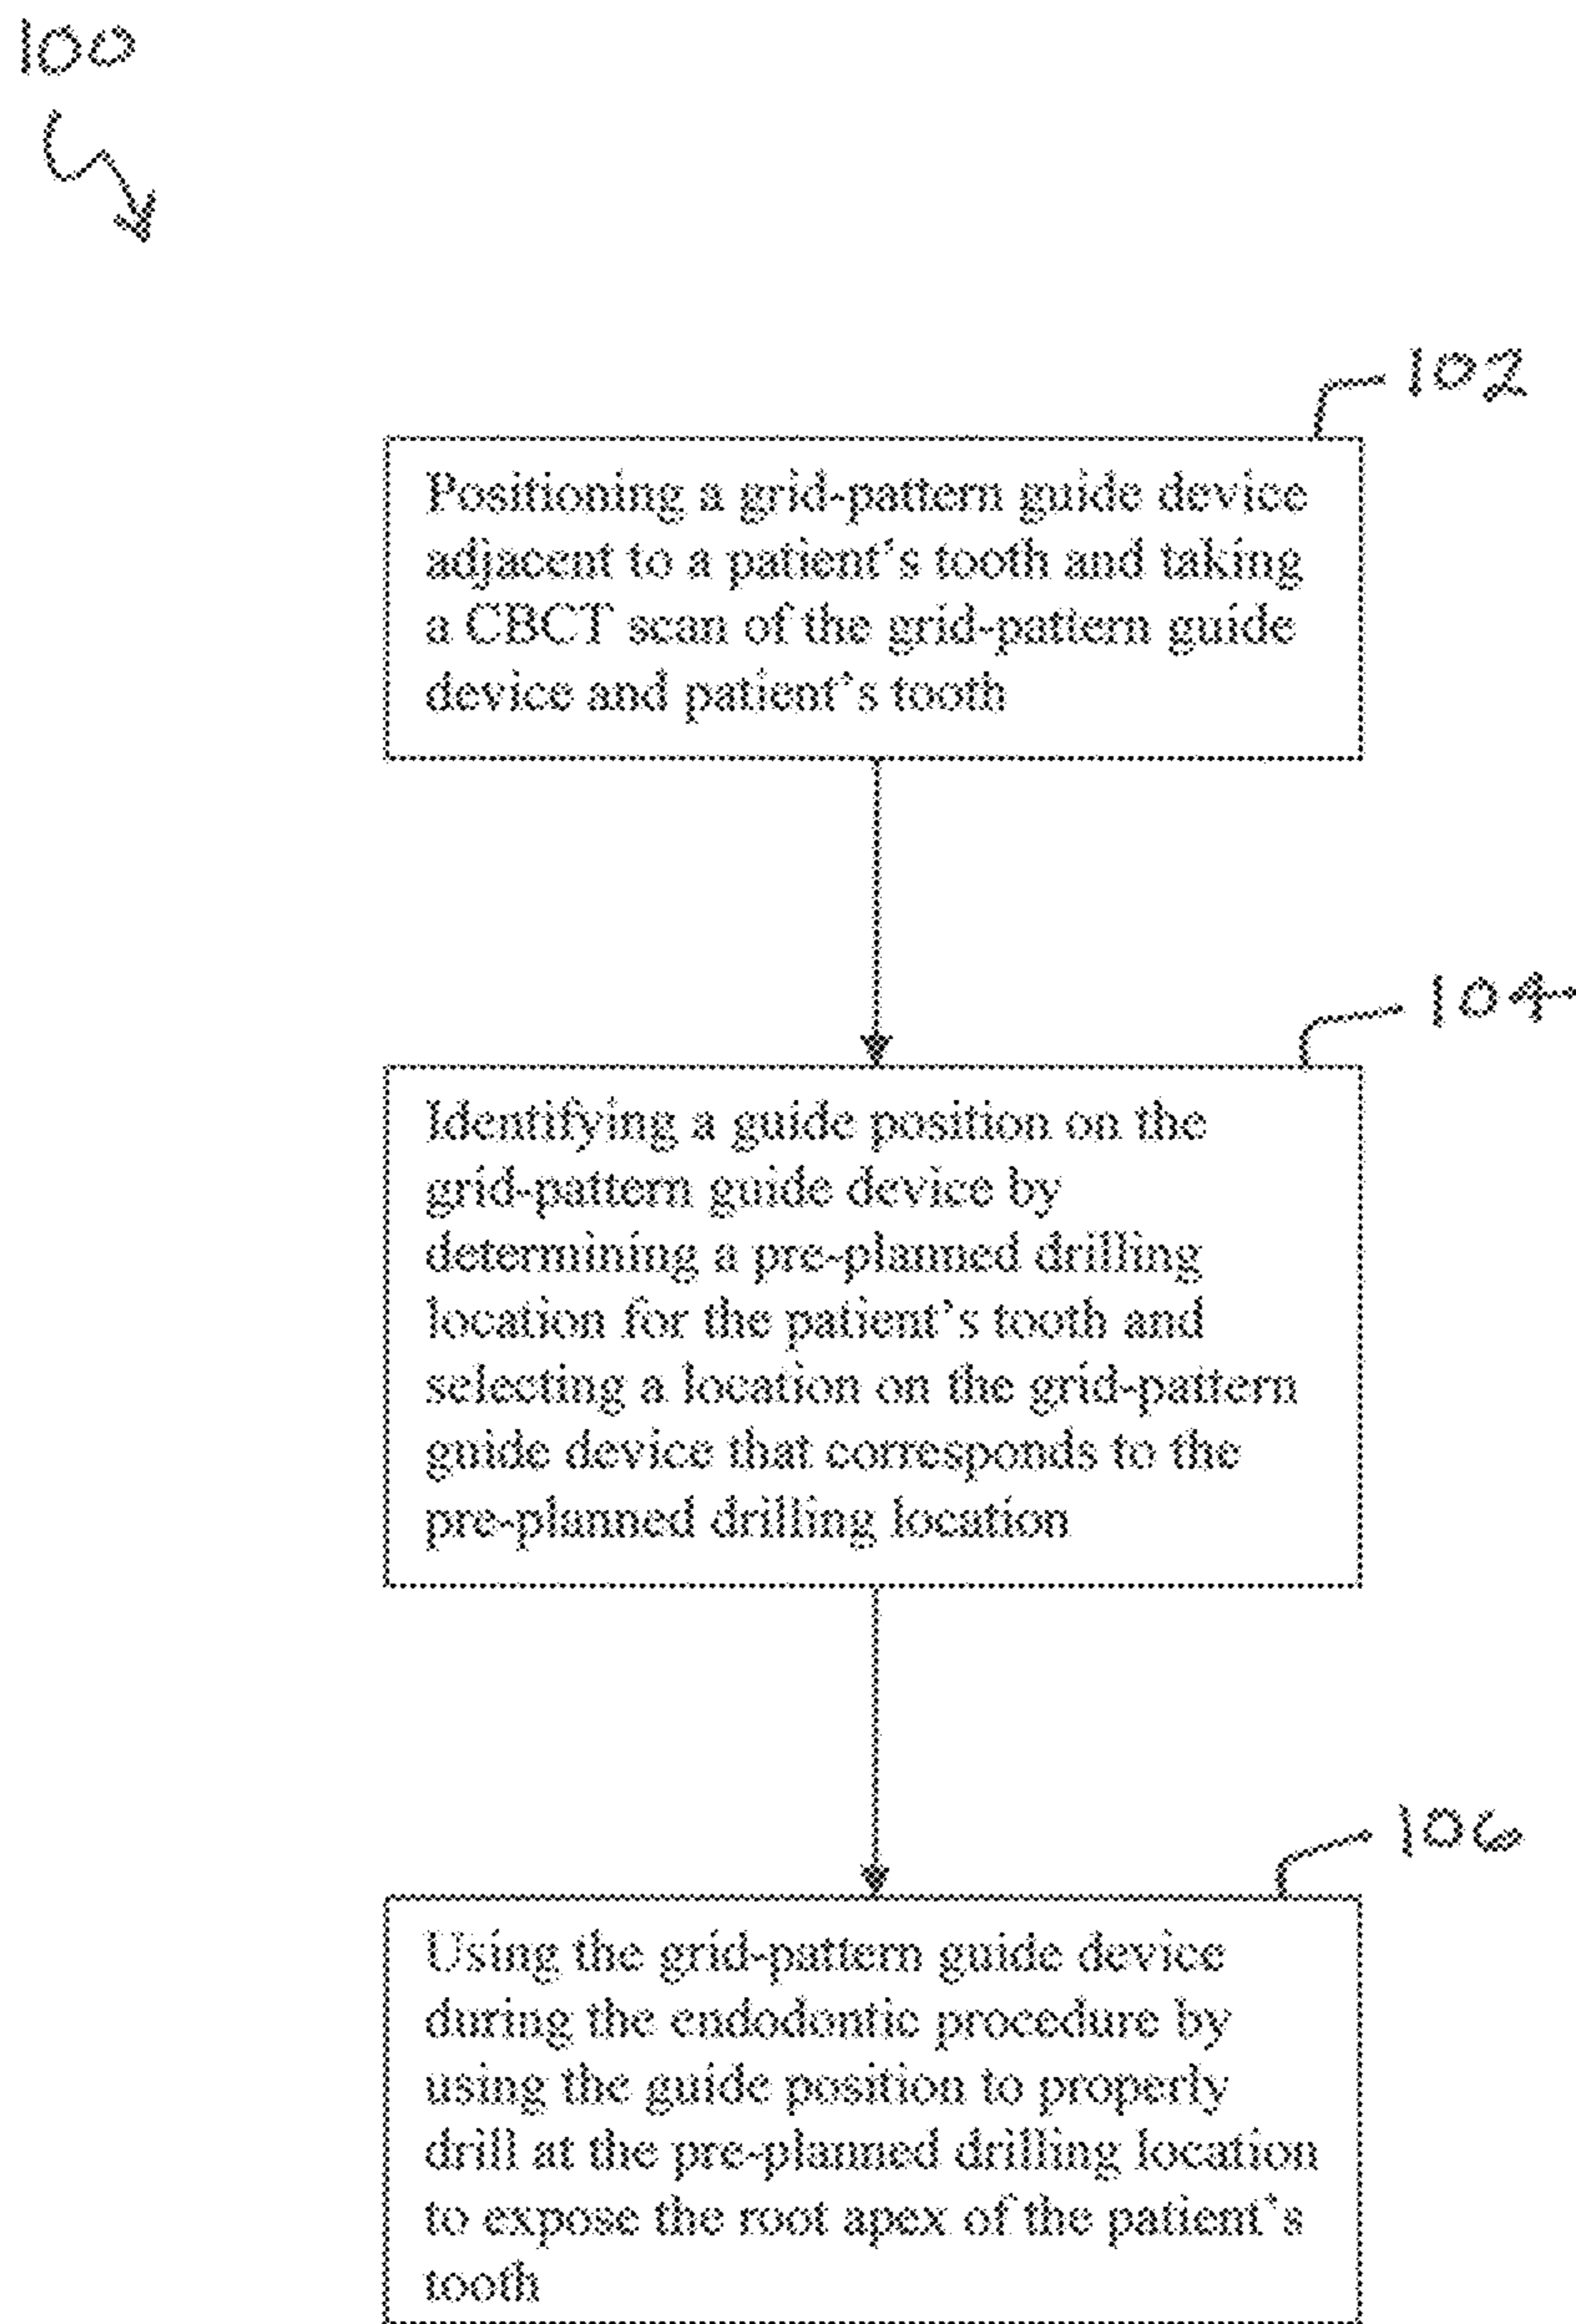 100
102
Positioning a grid-pattern guide device
adjacent to a patient's tooth and taking
a CBCT scan of the grid-pattern guide
device and patient's tooth
104
Identifying a guide position on the
grid-pattern guide device by
determining a pre-planned drilling
location for the patient's tooth and
selecting a location on the grid-pattern
guide device that corresponds to the
pre-planned drilling location
106
Using the grid-pattern guide device
during the endodontic procedure by
using the guide position to properly
drill at the pre-planned drilling location
to expose the root apex of the patient's
tooth